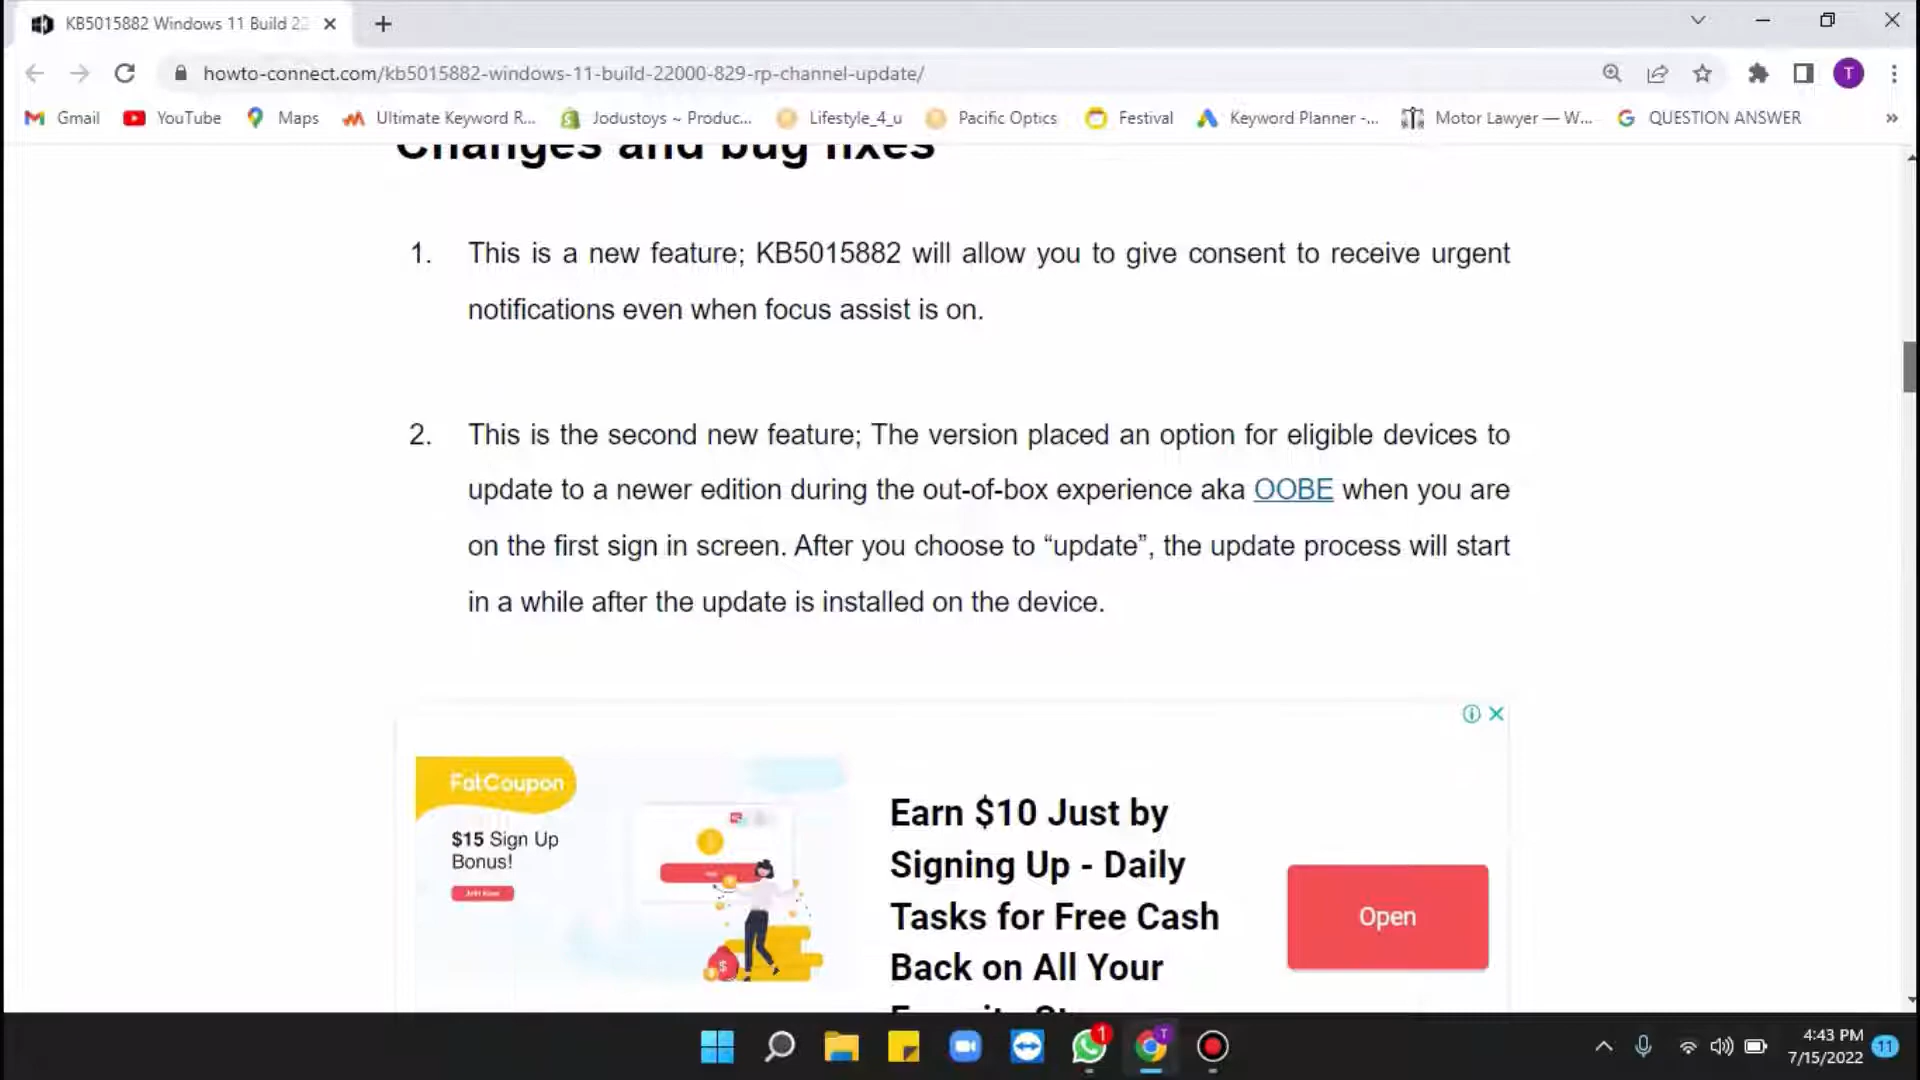 KB5015882 Windows 11 Build 22
howto-connect.com/kb5015882-windows-11-build-22000-829-rp-channel-update/
T
Gmail
YouTube
Maps
Ultimate Keyword R...
Jodustoys ~ Produc...
Lifestyle_4_u
Pacific Optics
Festival
Keyword Planner -...
Motor Lawyer — W...
QUESTION ANSWER
»
Changes and bug fixes
1. This is a new feature; KB5015882 will allow you to give consent to receive urgent
notifications even when focus assist is on.
2. This is the second new feature; The version placed an option for eligible devices to
update to a newer edition during the out-of-box experience aka OOBE when you are
on the first sign in screen. After you choose to “update”, the update process will start
in a while after the update is installed on the device.
FatCoupon
$15 Sign Up
Bonus!
Earn $10 Just by
Signing Up - Daily
Tasks for Free Cash
Back on All Your
Open
1
T
4:43 PM
7/15/2022
11